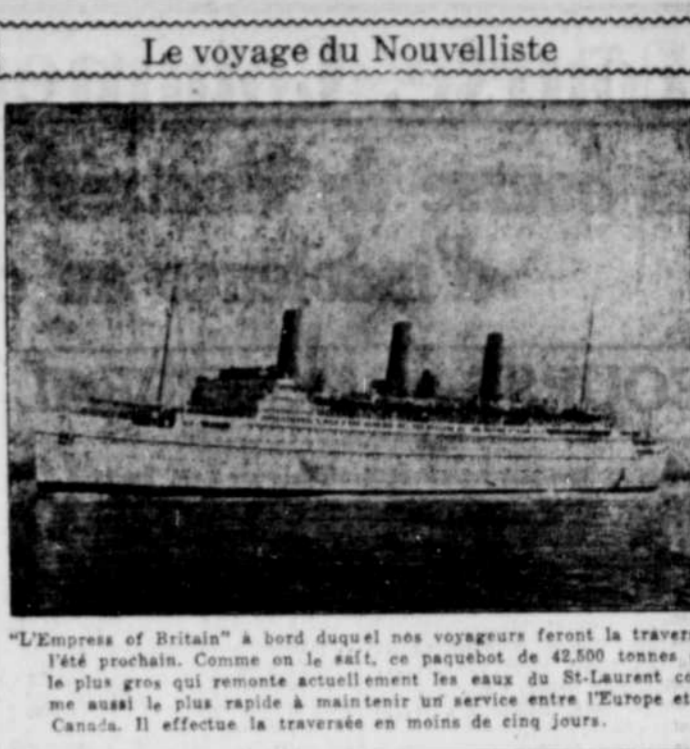 Le voyage du Nouvelliste
"L'Empress of Britain" à bord duquel nos voyageurs feront la traver
l'été prochain. Comme on le sait, ce paquebot de 42,500 tonnes
le plus gros qui remonte actuellement les eaux du St-Laurent co
me aussi le plus rapide à maintenir un service entre l'Europe et
Canada. Il effectue la traversée en moins de cinq jours.